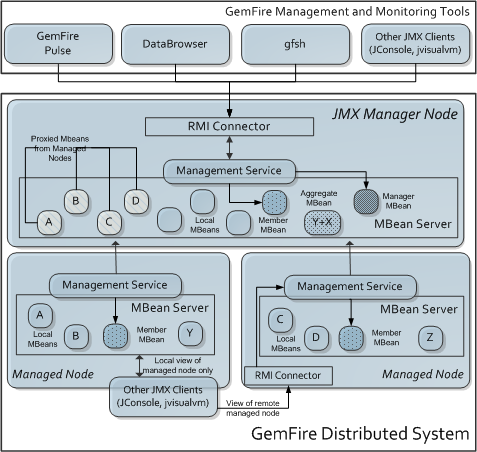 GemFire Management and Monitoring Tools
GemFire
Pulse
DataBrowser
gfsh
Other JMX Clients
(JConsole, jvisualvm)
JMX Manager Node
RMI Connector
Proxied Mbeans
from Managed
Nodes
Management Service
A
B
C
D
Local
MBeans
Member
MBean
Aggregate
MBean
Y+X
Manager
MBean
MBean Server
Management Service
MBean Server
A
Local
MBeans
B
Member
MBean
Y
Managed Node
Local view of
managed node only
Other JMX Clients
(JConsole, jvisualvm)
Management Service
MBean Server
C
Local
MBeans
D
Member
MBean
Z
RMI Connector
Managed Node
View of remote
managed node
GemFire Distributed System